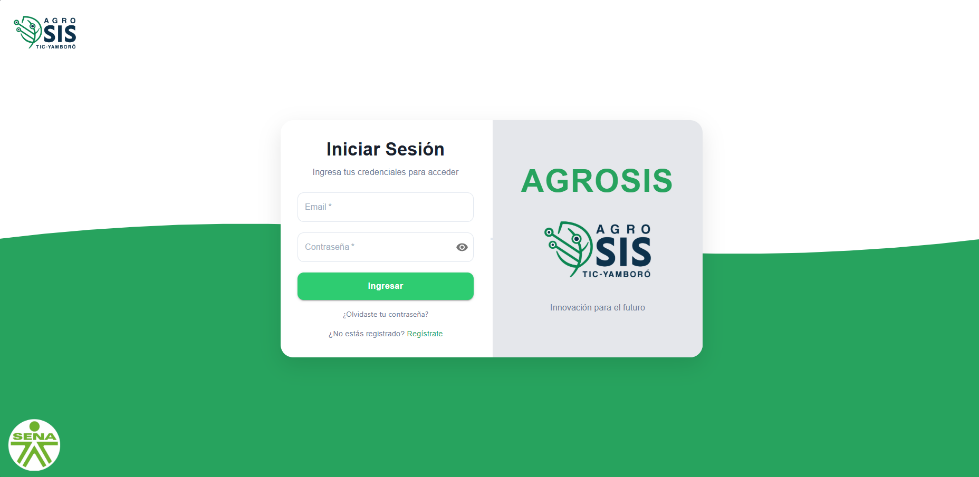 AGRO
SIS
TIC-YAMBORÓ
Iniciar Sesión
Ingresa tus credenciales para acceder
Email *
Contraseña *
Ingresar
¿Olvidaste tu contraseña?
¿No estás registrado? Regístrate
AGROSIS
AGRO
SIS
TIC-YAMBORÓ
Innovación para el futuro
SENA